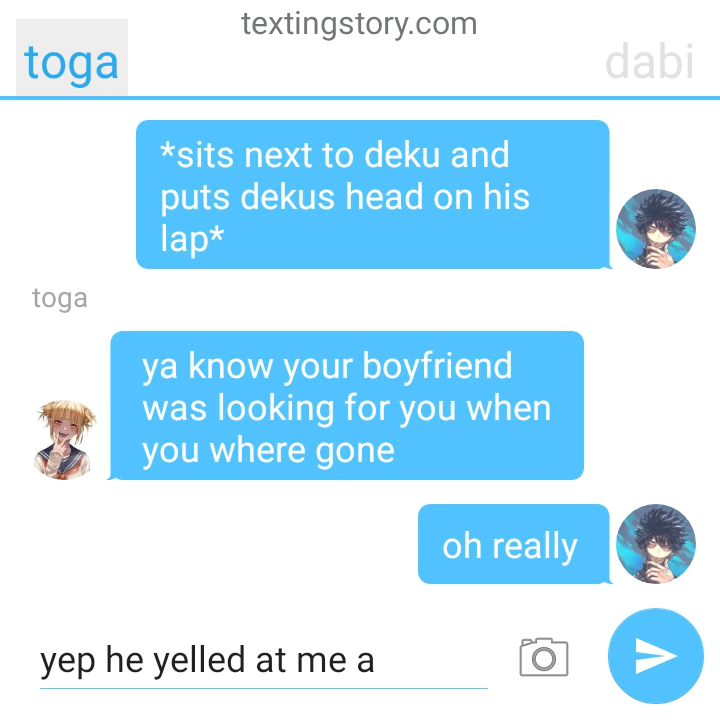 textingstory.com
toga
dabi
*sits next to deku and
puts dekus head on his
lap*
toga
ya know your boyfriend
was looking for you when
you where gone
oh really
yep he yelled at me a